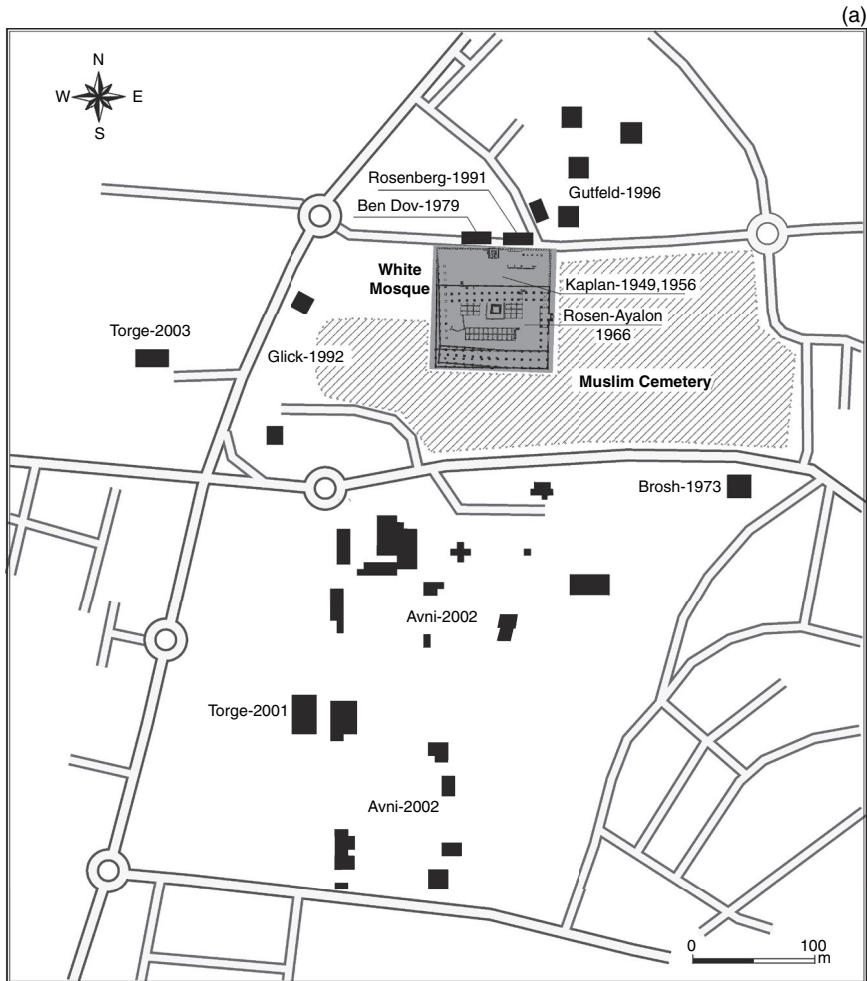 (a)
N
W E
S
Rosenberg-1991
Ben Dov-1979
Gutfeld-1996
White
Mosque
Kaplan-1949,1956
Rosen-Ayalon
1966
Torge-2003
Glick-1992
Muslim Cemetery
Brosh-1973
Avni-2002
Torge-2001
Avni-2002
0 100
m